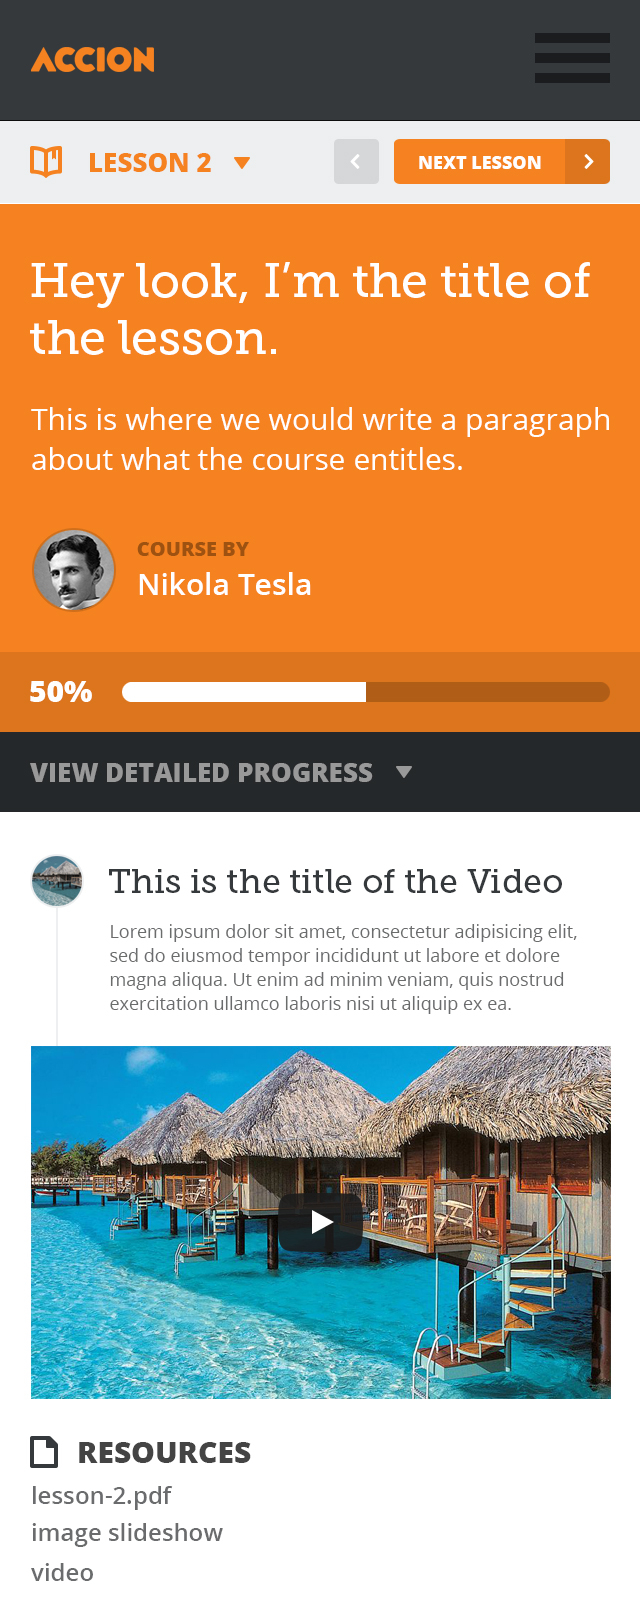 ACCION
LESSON 2
NEXT LESSON
Hey look, I’m the title of
the lesson.
This is where we would write a paragraph
about what the course entitles.
COURSE BY
Nikola Tesla
50%
VIEW DETAILED PROGRESS
This is the title of the Video
Lorem ipsum dolor sit amet, consectetur adipisicing elit,
sed do eiusmod tempor incididunt ut labore et dolore
magna aliqua. Ut enim ad minim veniam, quis nostrud
exercitation ullamco laboris nisi ut aliquip ex ea.
RESOURCES
lesson-2.pdf
image slideshow
video